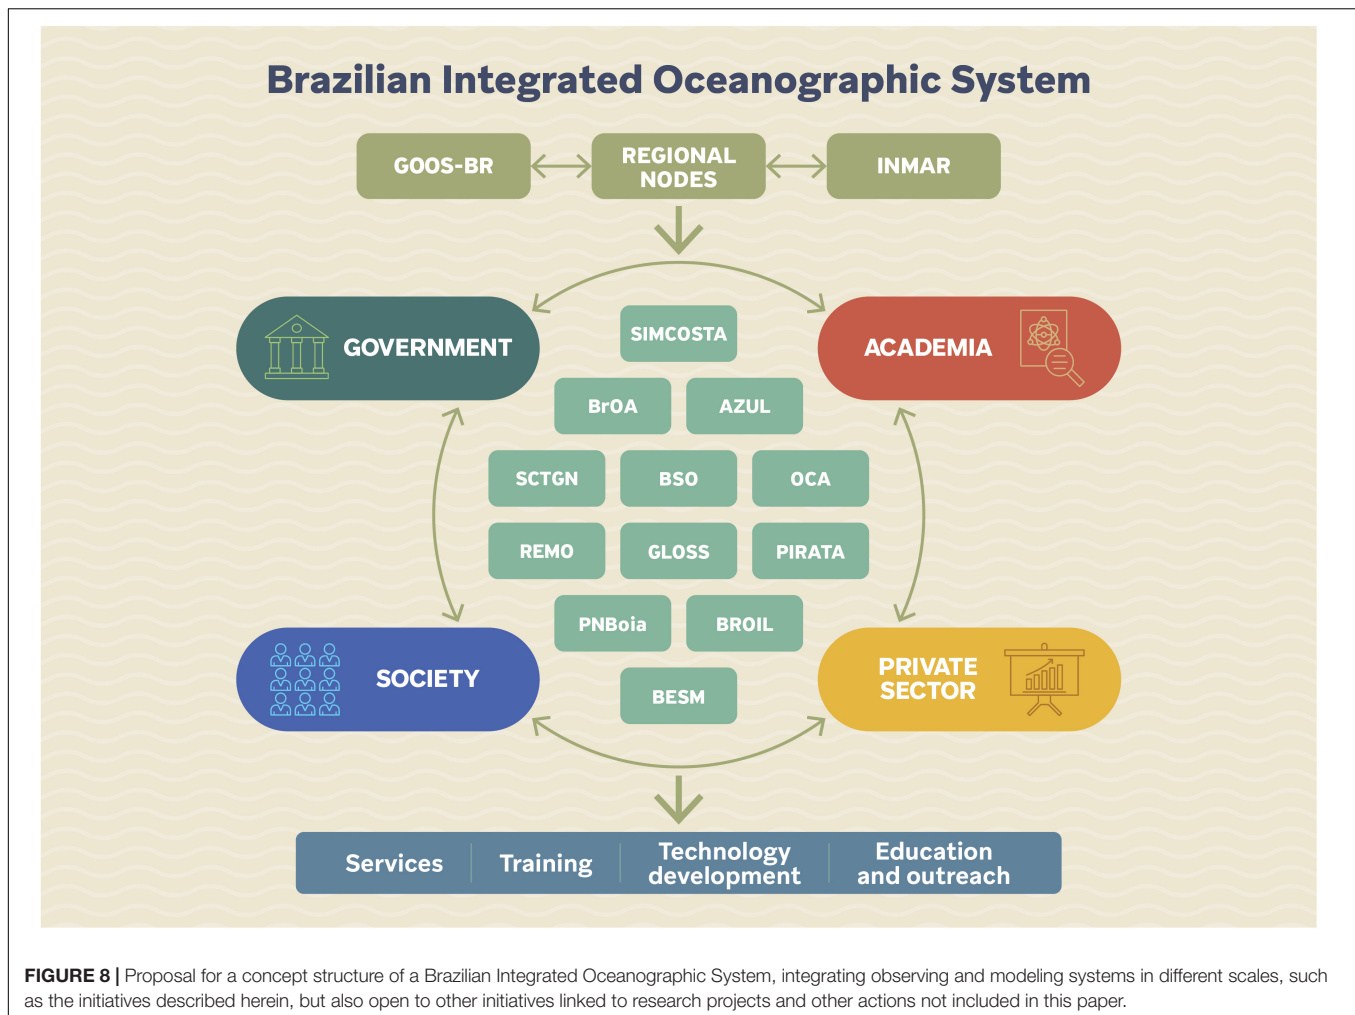 Brazilian Integrated Oceanographic System
GOOS-BR
REGIONAL
NODES
INMAR
GOVERNMENT
ACADEMIA
SIMCOSTA
BrOA
AZUL
SCTGN
BSO
OCA
REMO
GLOSS
PIRATA
PNBoia
BROIL
BESM
SOCIETY
PRIVATE
SECTOR
Services
Training
Technology
development
Education
and outreach
FIGURE 8 | Proposal for a concept structure of a Brazilian Integrated Oceanographic System, integrating observing and modeling systems in different scales, such
as the initiatives described herein, but also open to other initiatives linked to research projects and other actions not included in this paper.